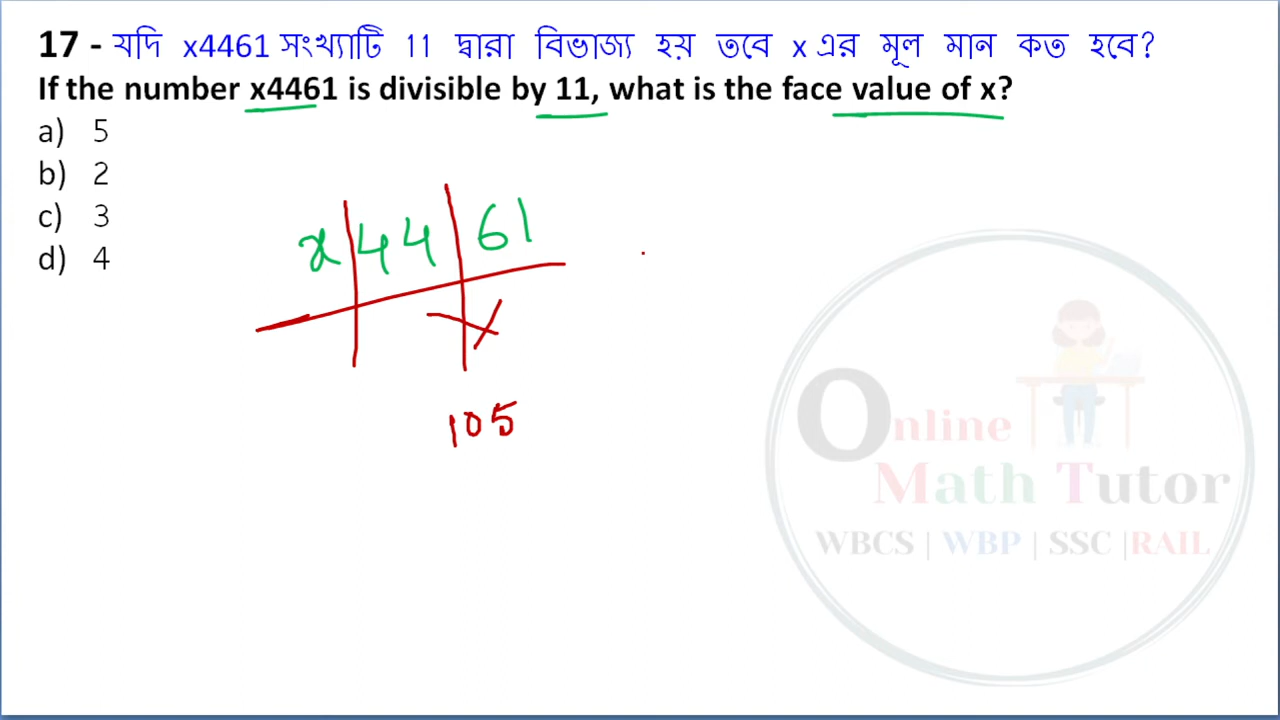 17 - যদি x4461 সংখ্যাটি 11 দ্বারা বিভাজ্য হয় তবে x এর মূল মান কত হবে?
If the number x4461 is divisible by 11, what is the face value of x?
a) 5
b) 2
c) 3
d) 4
x 44 61
105
Online
Math Tutor
WBCS | WBP | SSC |RAIL